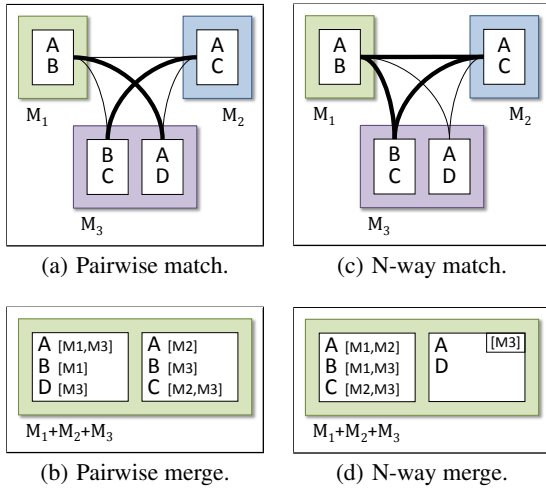 A
B
M1
A
C
M2
B
C
A
D
M3
(a) Pairwise match.
A
B
M1
A
C
M2
B
C
A
D
M3
(c) N-way match.
A [M1,M3]
B [M1]
D [M3]
A [M2]
B [M3]
C [M2,M3]
M1+M2+M3
(b) Pairwise merge.
A [M1,M2]
B [M1,M3]
C [M2,M3]
A [M3]
D
M1+M2+M3
(d) N-way merge.